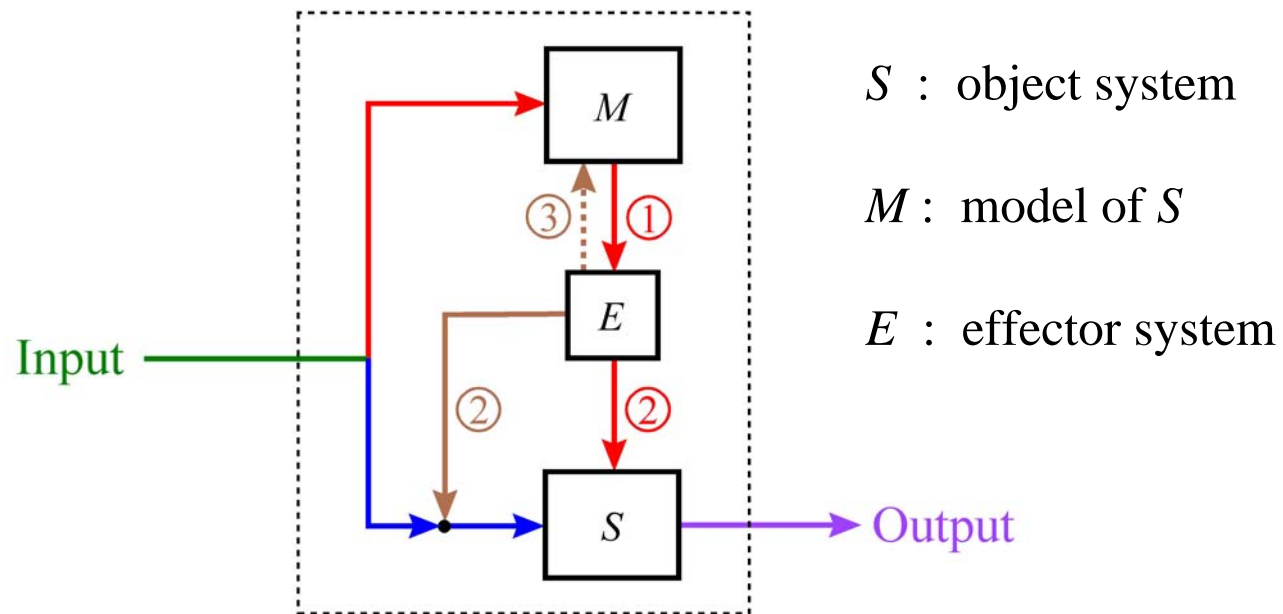 M
S : object system
③ ①
M : model of S
E
E : effector system
Input
② ②
S
Output